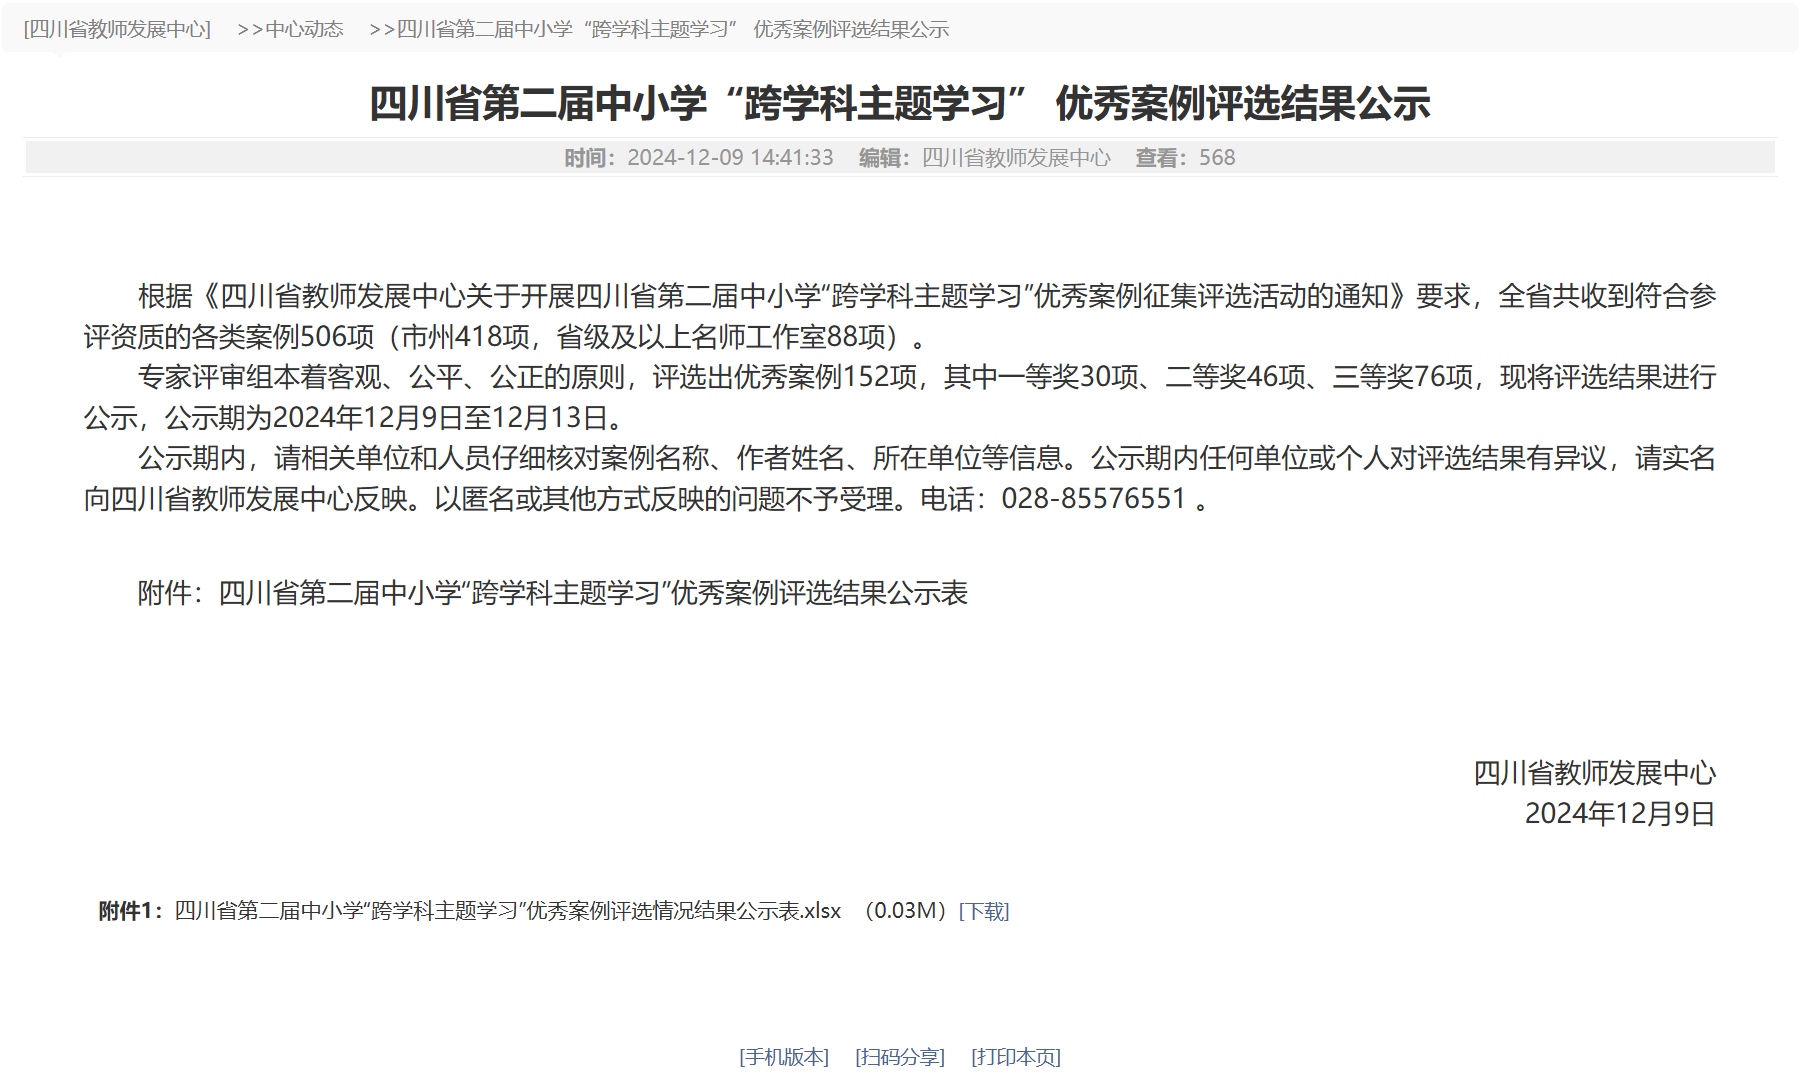 [四川省教师发展中心] >>中心动态 >>四川省第二届中小学“跨学科主题学习” 优秀案例评选结果公示
四川省第二届中小学“跨学科主题学习” 优秀案例评选结果公示
时间：2024-12-09 14:41:33 编辑：四川省教师发展中心 查看：568
根据《四川省教师发展中心关于开展四川省第二届中小学“跨学科主题学习”优秀案例征集评选活动的通知》要求，全省共收到符合参
评资质的各类案例506项（市州418项，省级及以上名师工作室88项）。
专家评审组本着客观、公平、公正的原则，评选出优秀案例152项，其中一等奖30项、二等奖46项、三等奖76项，现将评选结果进行
公示，公示期为2024年12月9日至12月13日。
公示期内，请相关单位和人员仔细核对案例名称、作者姓名、所在单位等信息。公示期内任何单位或个人对评选结果有异议，请实名
向四川省教师发展中心反映。以匿名或其他方式反映的问题不予受理。电话：028-85576551 。
附件：四川省第二届中小学“跨学科主题学习”优秀案例评选结果公示表
四川省教师发展中心
2024年12月9日
附件1：四川省第二届中小学“跨学科主题学习”优秀案例评选情况结果公示表.xlsx （0.03M）[下载]
[手机版本] [扫码分享] [打印本页]